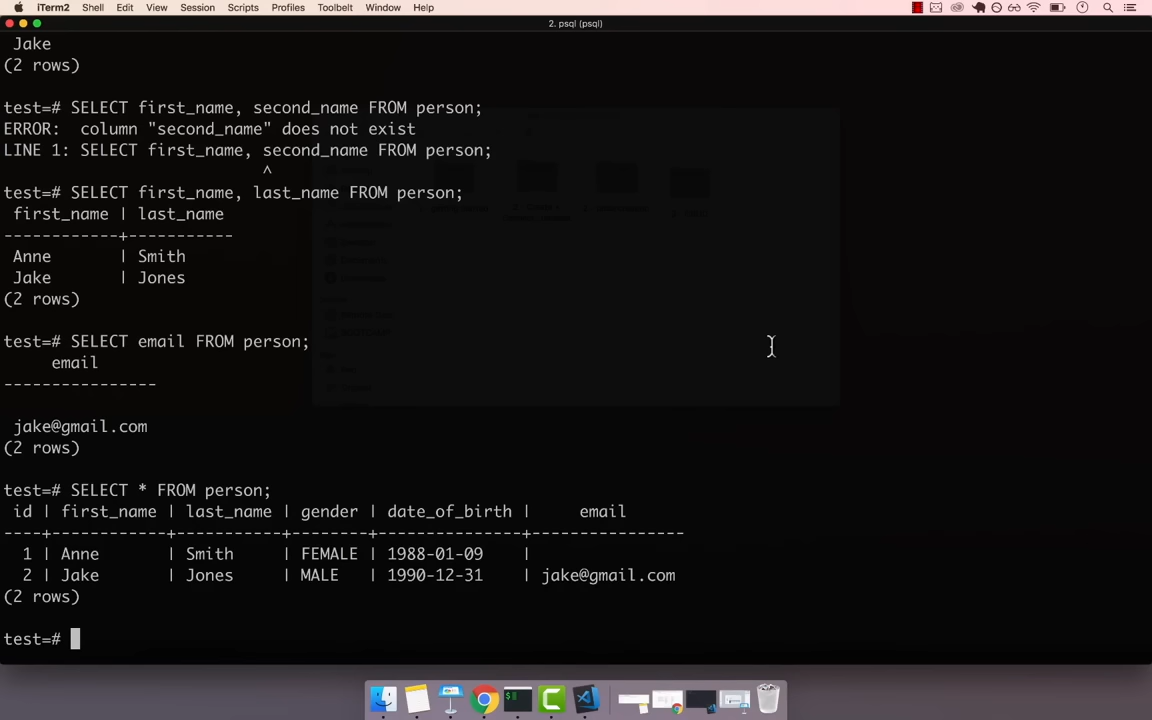 iTerm2 Shell Edit View Session Scripts Profiles Toolbelt Window Help
2. psql (psql)
Jake
(2 rows)
test=# SELECT first_name, second_name FROM person;
ERROR:  column "second_name" does not exist
LINE 1: SELECT first_name, second_name FROM person;
^
test=# SELECT first_name, last_name FROM person;
first_name | last_name
------------+-----------
Anne       | Smith
Jake       | Jones
(2 rows)
test=# SELECT email FROM person;
email
----------------
jake@gmail.com
(2 rows)
test=# SELECT * FROM person;
id | first_name | last_name | gender | date_of_birth |     email
----+------------+-----------+--------+---------------+----------------
1 | Anne       | Smith     | FEMALE | 1988-01-09    |
2 | Jake       | Jones     | MALE   | 1990-12-31    | jake@gmail.com
(2 rows)
test=#